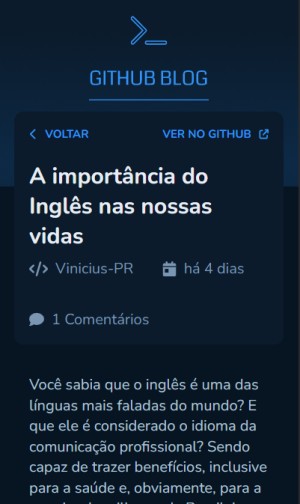 GITHUB BLOG
VOLTAR
VER NO GITHUB
A importância do
Inglês nas nossas
vidas
Vinicius-PR
há 4 dias
1 Comentários
Você sabia que o inglês é uma das
línguas mais faladas do mundo? E
que ele é considerado o idioma da
comunicação profissional? Sendo
capaz de trazer benefícios, inclusive
para a saúde e, obviamente, para a